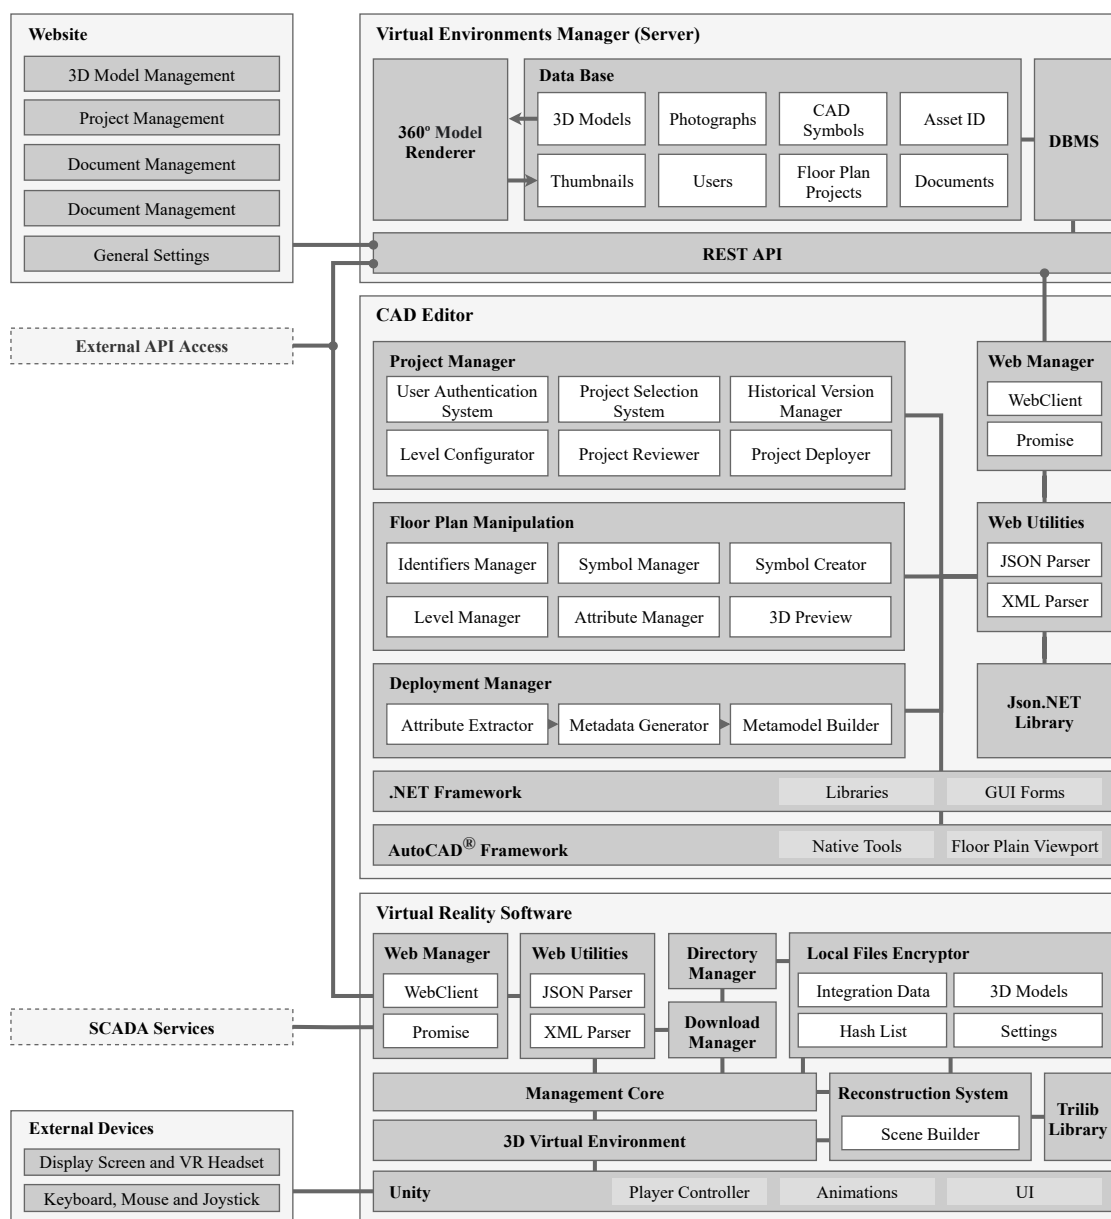 Website
3D Model Management
Project Management
Document Management
Document Management
General Settings
External API Access
SCADA Services
External Devices
Display Screen and VR Headset
Keyboard, Mouse and Joystick
Virtual Environments Manager (Server)
360º Model
Renderer
Data Base
3D Models
Photographs
CAD
Symbols
Asset ID
Thumbnails
Users
Floor Plan
Projects
Documents
DBMS
REST API
CAD Editor
Project Manager
User Authentication
System
Project Selection
System
Historical Version
Manager
Level Configurator
Project Reviewer
Project Deployer
Web Manager
WebClient
Promise
Floor Plan Manipulation
Identifiers Manager
Symbol Manager
Symbol Creator
Level Manager
Attribute Manager
3D Preview
Web Utilities
JSON Parser
XML Parser
Deployment Manager
Attribute Extractor
Metadata Generator
Metamodel Builder
Json.NET
Library
.NET Framework
Libraries
GUI Forms
AutoCAD® Framework
Native Tools
Floor Plain Viewport
Virtual Reality Software
Web Manager
WebClient
Promise
Web Utilities
JSON Parser
XML Parser
Directory
Manager
Download
Manager
Local Files Encryptor
Integration Data
3D Models
Hash List
Settings
Management Core
3D Virtual Environment
Reconstruction System
Scene Builder
Trilib
Library
Unity
Player Controller
Animations
UI